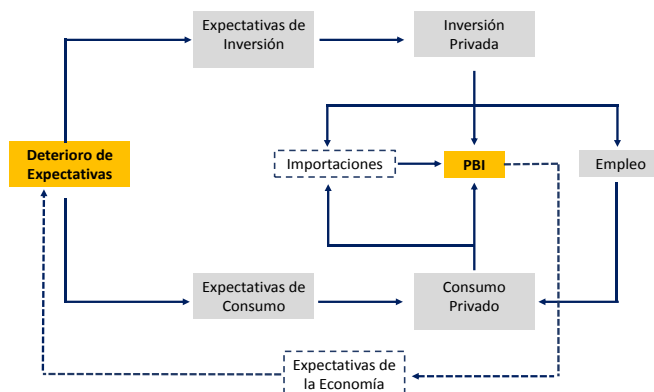 Expectativas de
Inversión
Inversión
Privada
Deterioro de
Expectativas
Importaciones
PBI
Empleo
Expectativas de
Consumo
Consumo
Privado
Expectativas de
la Economía